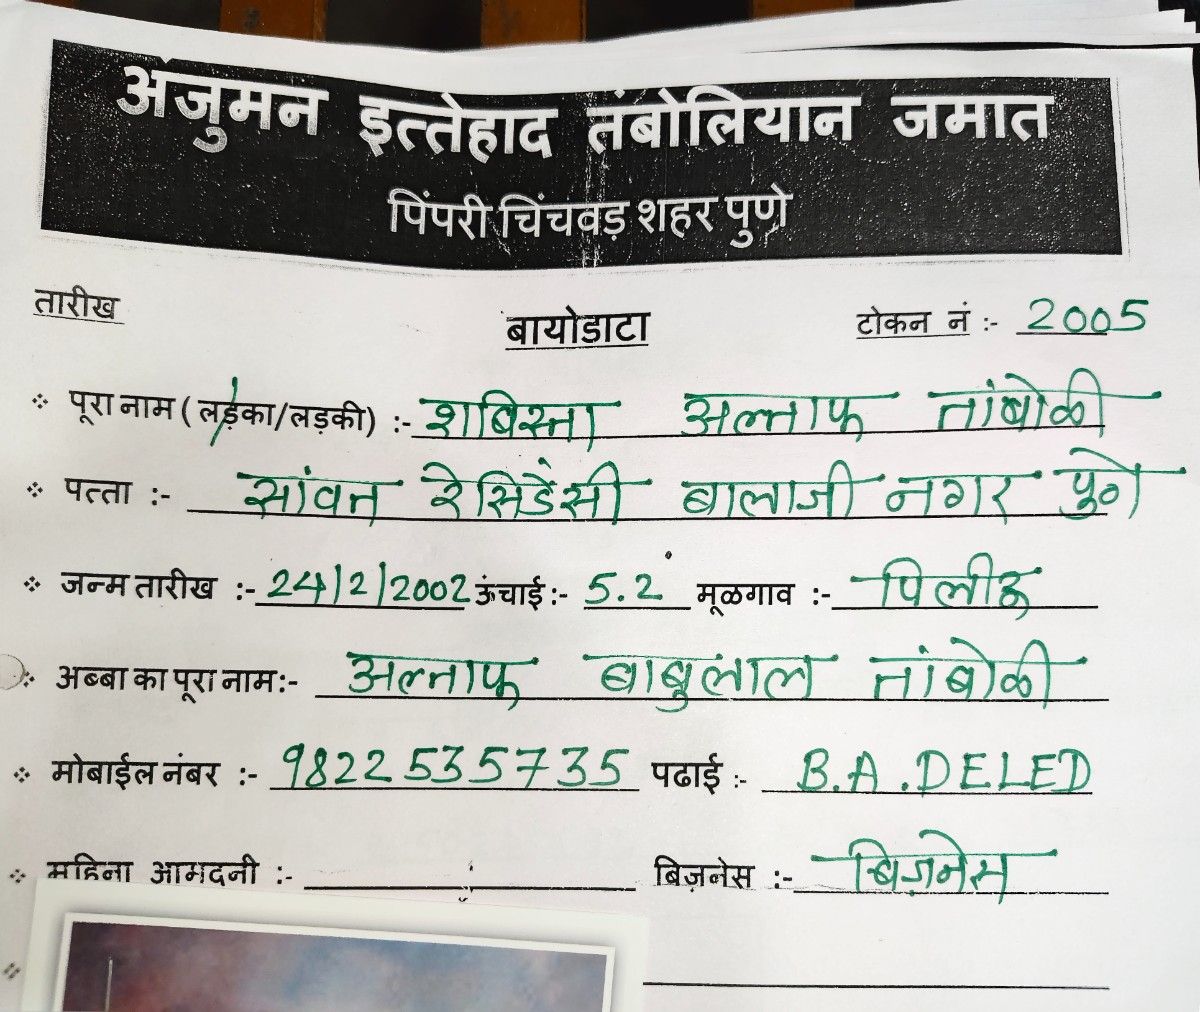 अंजुमन इत्तेहाद तंबोलियान जमात
पिंपरी चिंचवड़ शहर पुणे
तारीख
बायोडाटा
टोकन नं :- 2005
पूरा नाम ( लड़का/लड़की) :- शबिस्ता अल्ताफ तांबोळी
पत्ता :- सांवत रेसिडेंसी बालाजी नगर पुणे
जन्म तारीख :- 24/2/2002 ऊंचाई:- 5.2 मूळगाव :- पिलीव
अब्बा का पूरा नाम:- अल्ताफ बाबुलाल तांबोळी
मोबाईल नंबर :- 9822535735 पढाई :- B.A.DELED
महिना आमदनी :- बिज़नेस :- बिज़नेस